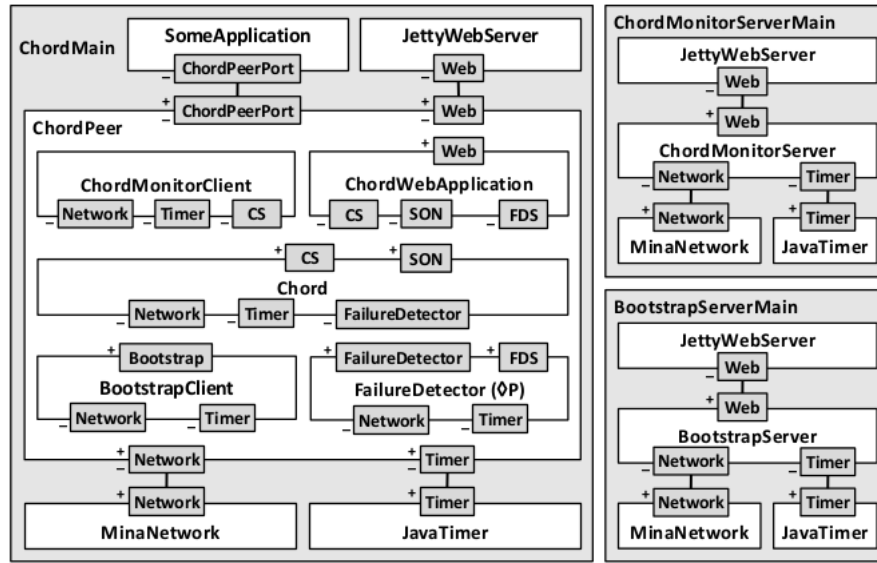 ChordMain
SomeApplication
JettyWebServer
– ChordPeerPort
– Web
+ – ChordPeerPort
+ – Web
ChordPeer
+ Web
ChordMonitorClient
ChordWebApplication
– Network – Timer – CS
– CS – SON – FDS
+ CS
+ SON
Chord
– Network – Timer – FailureDetector
+ Bootstrap
+ FailureDetector + FDS
BootstrapClient
FailureDetector (◊P)
– Network – Timer
– Network – Timer
+ – Network
+ – Timer
+ Network
+ Timer
MinaNetwork
JavaTimer
ChordMonitorServerMain
JettyWebServer
– Web
+ Web
ChordMonitorServer
– Network – Timer
+ Network + Timer
MinaNetwork
JavaTimer
BootstrapServerMain
JettyWebServer
– Web
+ Web
BootstrapServer
– Network – Timer
+ Network + Timer
MinaNetwork
JavaTimer